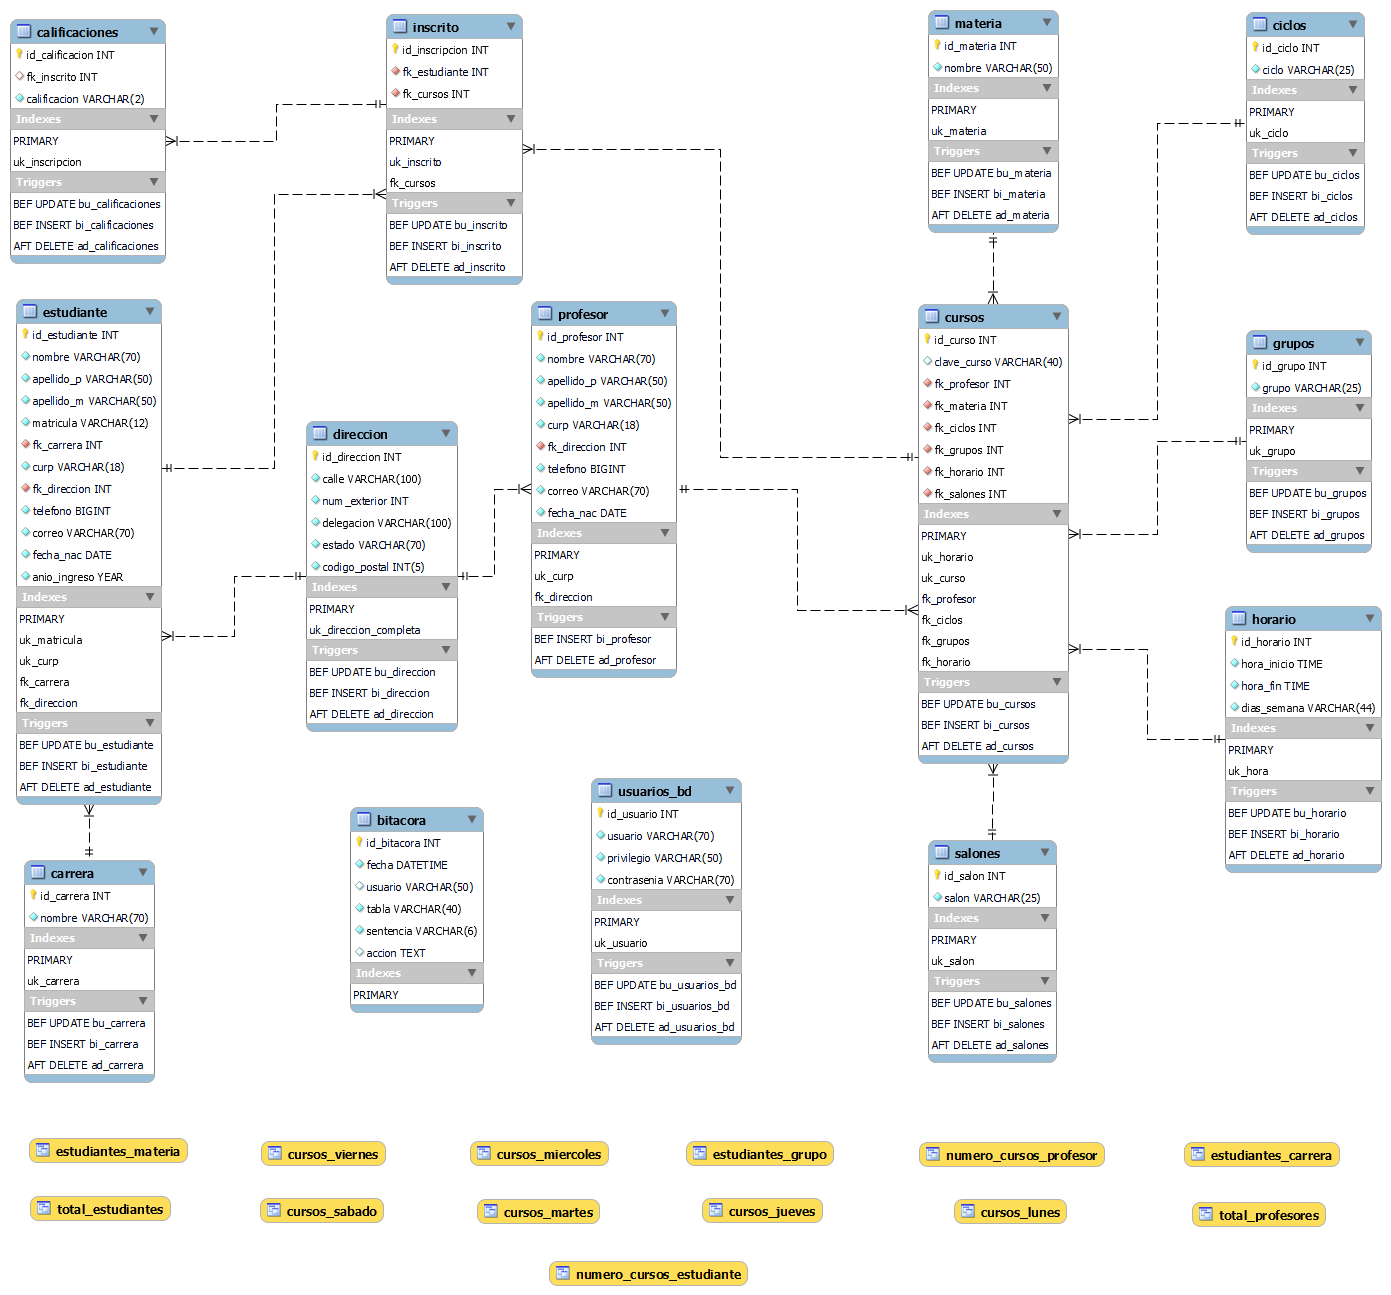 calificaciones
id_calificacion INT
fk_inscrito INT
calificacion VARCHAR(2)
Indexes
PRIMARY
uk_inscripcion
Triggers
BEF UPDATE bu_calificaciones
BEF INSERT bi_calificaciones
AFT DELETE ad_calificaciones
inscrito
id_inscripcion INT
fk_estudiante INT
fk_cursos INT
Indexes
PRIMARY
uk_inscrito
fk_cursos
Triggers
BEF UPDATE bu_inscrito
BEF INSERT bi_inscrito
AFT DELETE ad_inscrito
materia
id_materia INT
nombre VARCHAR(50)
Indexes
PRIMARY
uk_materia
Triggers
BEF UPDATE bu_materia
BEF INSERT bi_materia
AFT DELETE ad_materia
ciclos
id_ciclo INT
ciclo VARCHAR(25)
Indexes
PRIMARY
uk_ciclo
Triggers
BEF UPDATE bu_ciclos
BEF INSERT bi_ciclos
AFT DELETE ad_ciclos
estudiante
id_estudiante INT
nombre VARCHAR(70)
apellido_p VARCHAR(50)
apellido_m VARCHAR(50)
matricula VARCHAR(12)
fk_carrera INT
curp VARCHAR(18)
fk_direccion INT
telefono BIGINT
correo VARCHAR(70)
fecha_nac DATE
anio_ingreso YEAR
Indexes
PRIMARY
uk_matricula
uk_curp
fk_carrera
fk_direccion
Triggers
BEF UPDATE bu_estudiante
BEF INSERT bi_estudiante
AFT DELETE ad_estudiante
direccion
id_direccion INT
calle VARCHAR(100)
num_exterior INT
delegacion VARCHAR(100)
estado VARCHAR(70)
codigo_postal INT(5)
Indexes
PRIMARY
uk_direccion_completa
Triggers
BEF UPDATE bu_direccion
BEF INSERT bi_direccion
AFT DELETE ad_direccion
profesor
id_profesor INT
nombre VARCHAR(70)
apellido_p VARCHAR(50)
apellido_m VARCHAR(50)
curp VARCHAR(18)
fk_direccion INT
telefono BIGINT
correo VARCHAR(70)
fecha_nac DATE
Indexes
PRIMARY
uk_curp
fk_direccion
Triggers
BEF INSERT bi_profesor
AFT DELETE ad_profesor
cursos
id_curso INT
clave_curso VARCHAR(40)
fk_profesor INT
fk_materia INT
fk_ciclos INT
fk_grupos INT
fk_horario INT
fk_salones INT
Indexes
PRIMARY
uk_horario
uk_curso
fk_profesor
fk_ciclos
fk_grupos
fk_horario
Triggers
BEF UPDATE bu_cursos
BEF INSERT bi_cursos
AFT DELETE ad_cursos
grupos
id_grupo INT
grupo VARCHAR(25)
Indexes
PRIMARY
uk_grupo
Triggers
BEF UPDATE bu_grupos
BEF INSERT bi_grupos
AFT DELETE ad_grupos
horario
id_horario INT
hora_inicio TIME
hora_fin TIME
dias_semana VARCHAR(44)
Indexes
PRIMARY
uk_hora
Triggers
BEF UPDATE bu_horario
BEF INSERT bi_horario
AFT DELETE ad_horario
carrera
id_carrera INT
nombre VARCHAR(70)
Indexes
PRIMARY
uk_carrera
Triggers
BEF UPDATE bu_carrera
BEF INSERT bi_carrera
AFT DELETE ad_carrera
bitacora
id_bitacora INT
fecha DATETIME
usuario VARCHAR(50)
tabla VARCHAR(40)
sentencia VARCHAR(6)
accion TEXT
Indexes
PRIMARY
usuarios_bd
id_usuario INT
usuario VARCHAR(70)
privilegio VARCHAR(50)
contrasenia VARCHAR(70)
Indexes
PRIMARY
uk_usuario
Triggers
BEF UPDATE bu_usuarios_bd
BEF INSERT bi_usuarios_bd
AFT DELETE ad_usuarios_bd
salones
id_salon INT
salon VARCHAR(25)
Indexes
PRIMARY
uk_salon
Triggers
BEF UPDATE bu_salones
BEF INSERT bi_salones
AFT DELETE ad_salones
estudiantes_materia
cursos_viernes
cursos_miercoles
estudiantes_grupo
numero_cursos_profesor
estudiantes_carrera
total_estudiantes
cursos_sabado
cursos_martes
cursos_jueves
cursos_lunes
total_profesores
numero_cursos_estudiante